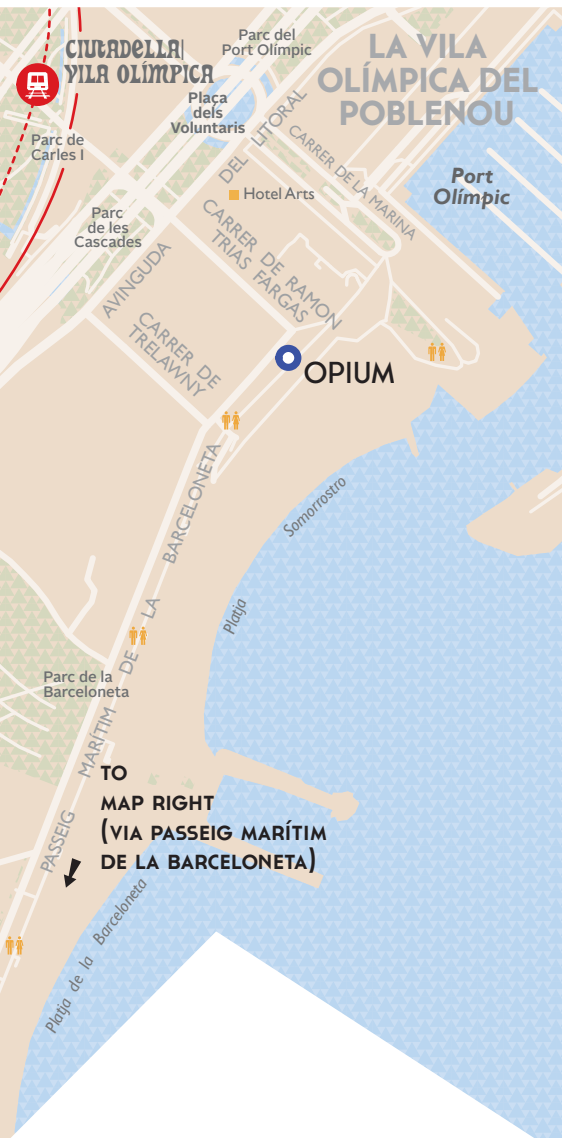 CIUTADELLA|
VILA OLÍMPICA
Parc del
Port Olímpic
LA VILA
OLÍMPICA DEL
POBLENOU
Plaça
dels
Voluntaris
Parc de
Carles I
DEL LITORAL
AVINGUDA
CARRER DE LA MARINA
Port
Olímpic
Hotel Arts
Parc
de les
Cascades
CARRER DE RAMON
TRIAS FARGAS
CARRER DE
TRELAWNY
OPIUM
PASSEIG MARÍTIM DE LA BARCELONETA
Platja Somorrostro
Parc de la
Barceloneta
TO
MAP RIGHT
(VIA PASSEIG MARÍTIM
DE LA BARCELONETA)
Platja de la Barceloneta